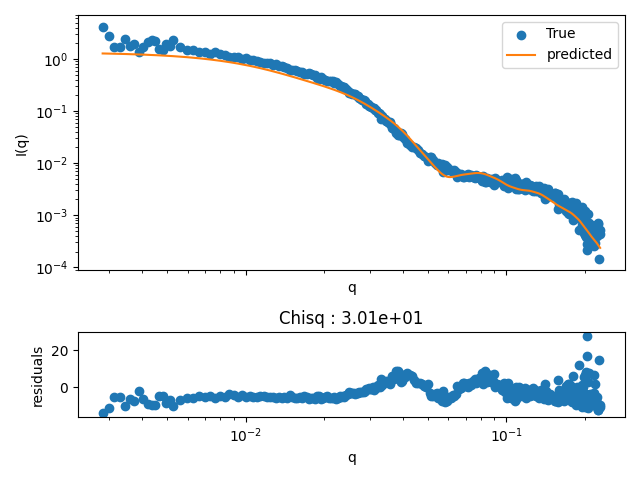 True
predicted
10⁰
10⁻¹
10⁻²
10⁻³
10⁻⁴
I(q)
q
Chisq : 3.01e+01
20
0
residuals
10⁻²
10⁻¹
q